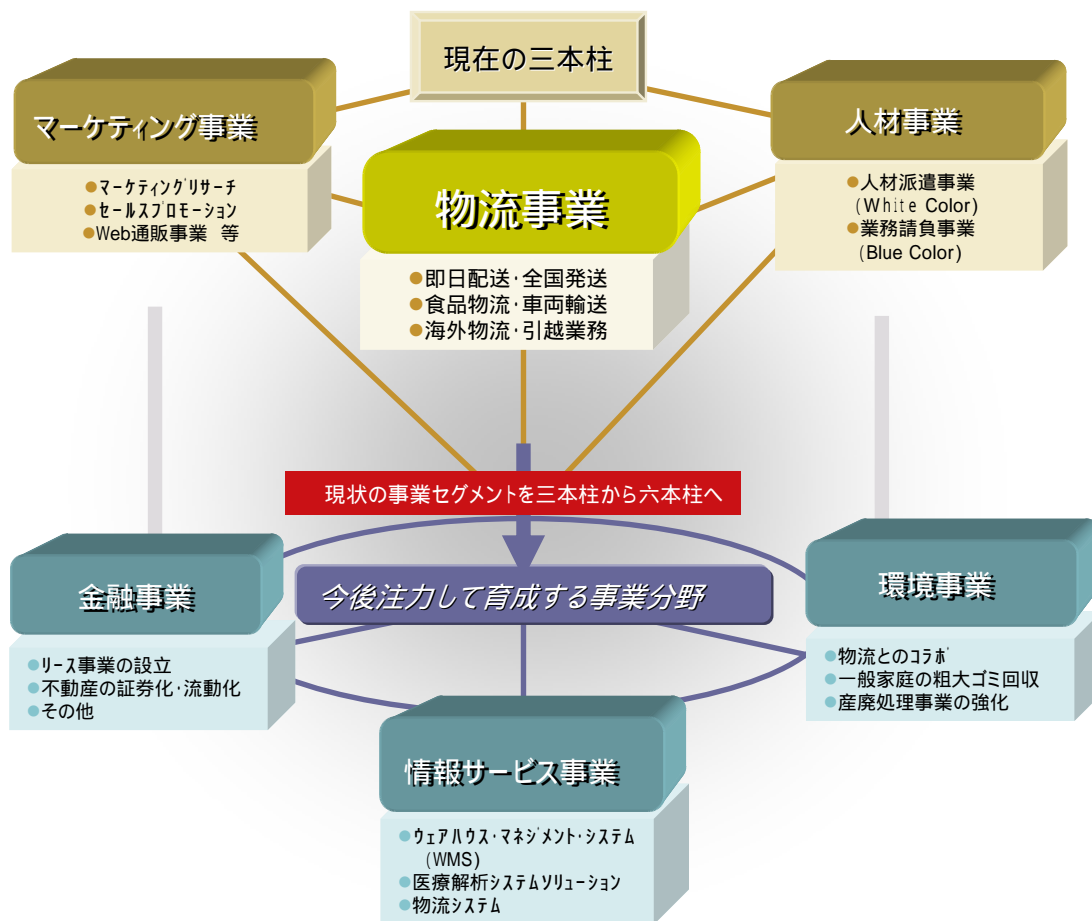 現在の三本柱
マーケティング事業
●マーケティングリサーチ
●セールスプロモーション
●Web通販事業 等
物流事業
●即日配送・全国発送
●食品物流・車両輸送
●海外物流・引越業務
人材事業
●人材派遣事業
(White Color)
●業務請負事業
(Blue Color)
現状の事業セグメントを三本柱から六本柱へ
今後注力して育成する事業分野
金融事業
●リース事業の設立
●不動産の証券化・流動化
●その他
環境事業
●物流とのコラボ
●一般家庭の粗大ゴミ回収
●産廃処理事業の強化
情報サービス事業
●ウェアハウス・マネジメント・システム
(WMS)
●医療解析システムソリューション
●物流システム